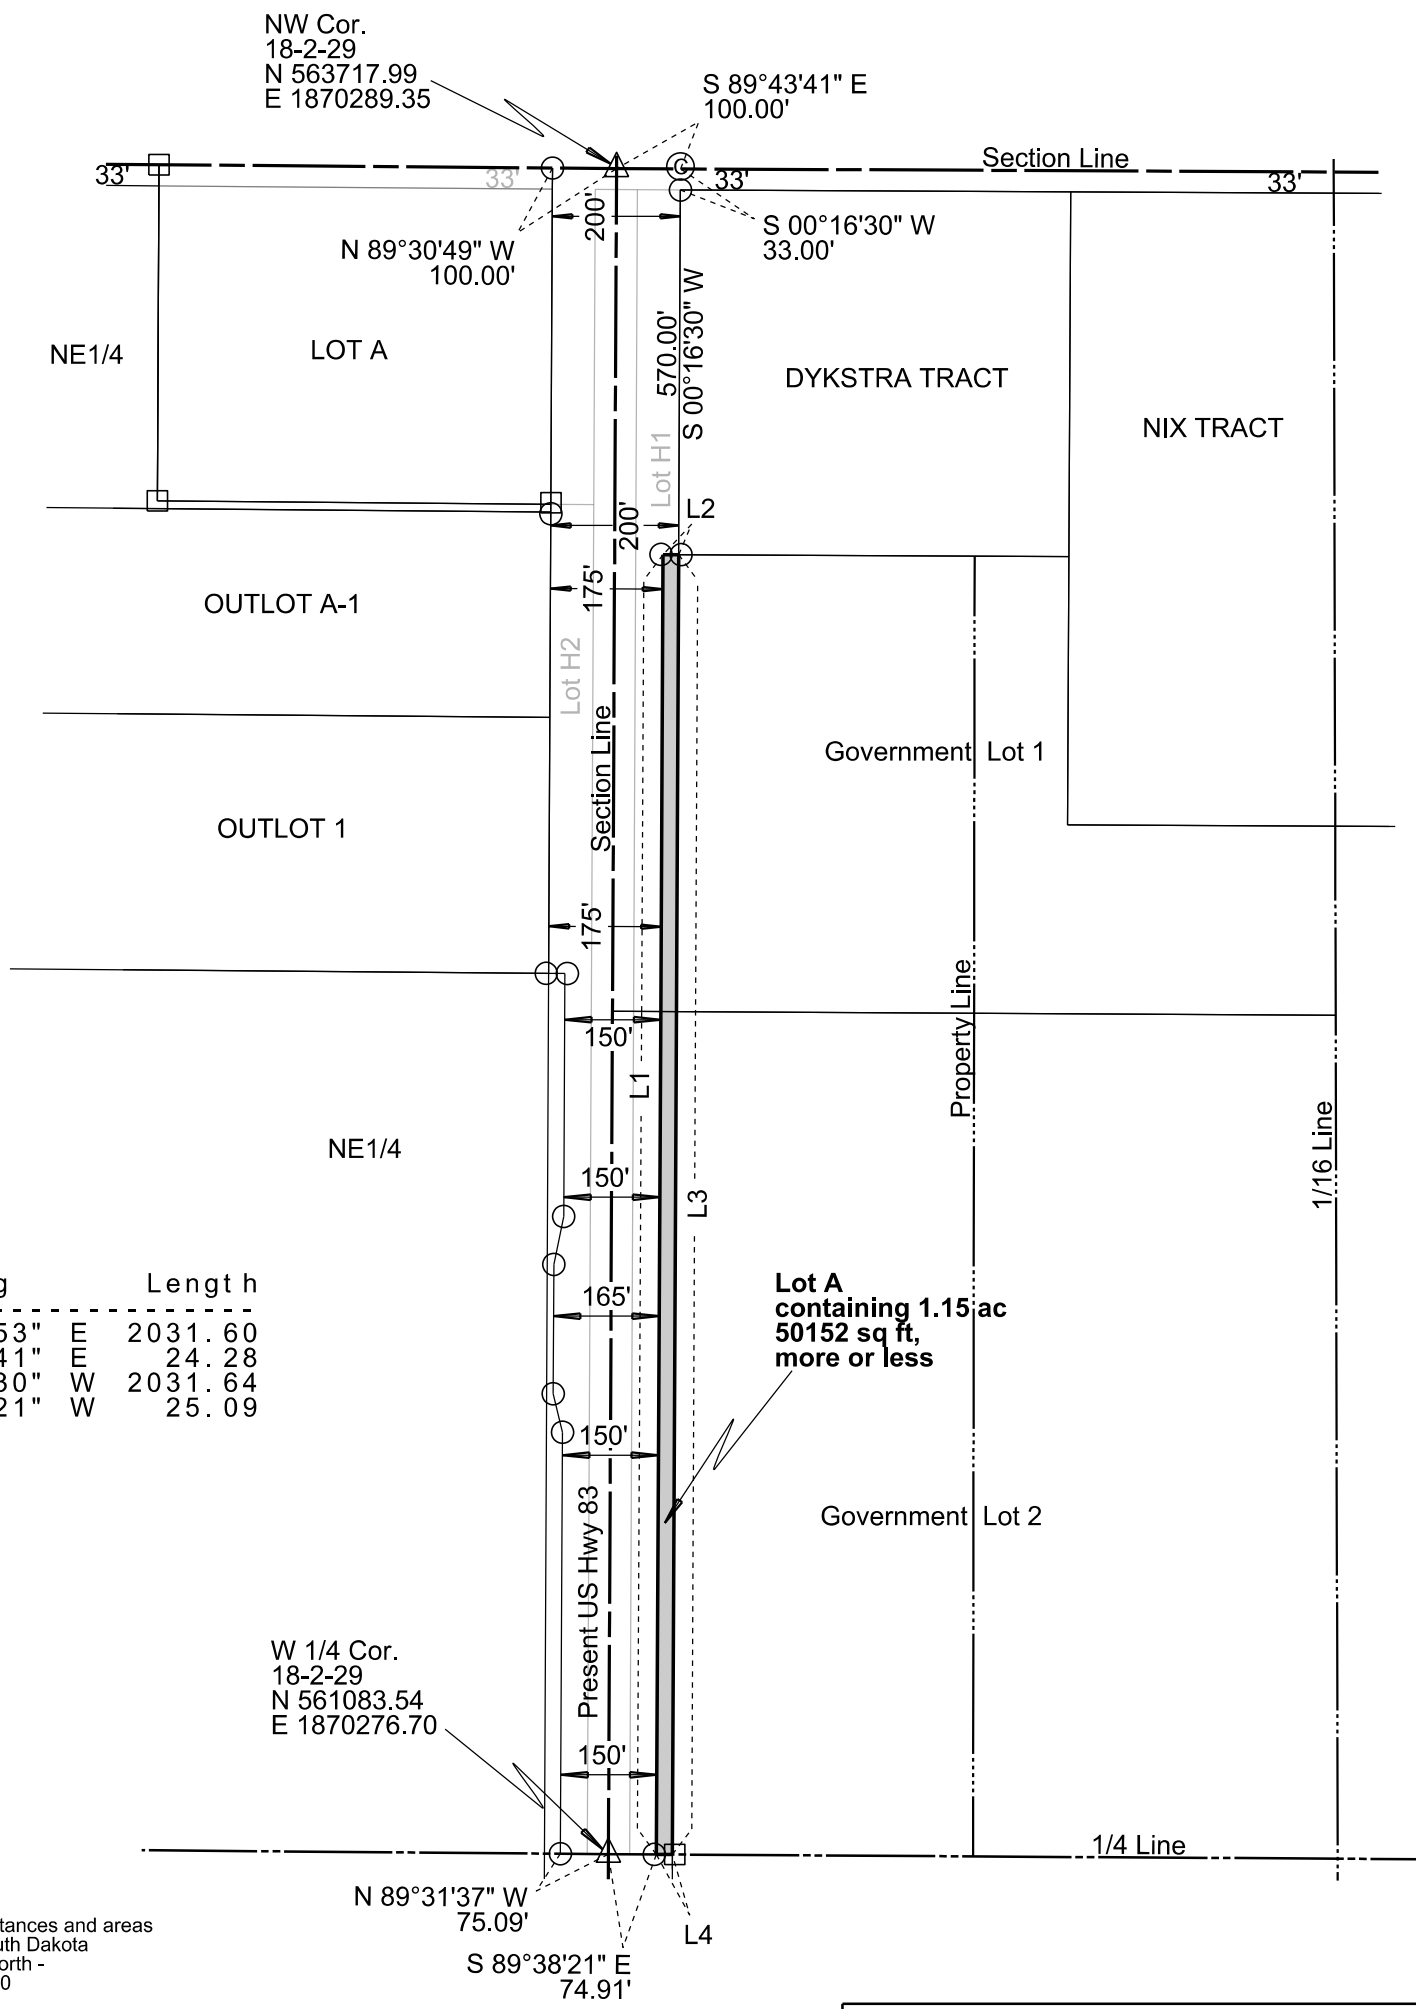 NW Cor.
18-2-29
N 563717.99
E 1870289.35
S 89°43'41" E
100.00'
Section Line
33'
33'
33'
33'
200'
S 00°16'30" W
33.00'
N 89°30'49" W
100.00'
570.00'
S 00°16'30" W
NE1/4
LOT A
DYKSTRA TRACT
NIX TRACT
Lot H1
L2
200'
175'
OUTLOT A-1
Lot H2
Section Line
Government Lot 1
OUTLOT 1
175'
Property Line
150'
L1
NE1/4
1/16 Line
150'
L3
g Length
53" E 2031.60
41" E 24.28
30" W 2031.64
21" W 25.09
165'
Lot A
containing 1.15 ac
50152 sq ft,
more or less
150'
Present US Hwy 83
Government Lot 2
W 1/4 Cor.
18-2-29
N 561083.54
E 1870276.70
150'
1/4 Line
N 89°31'37" W
75.09'
L4
S 89°38'21" E
74.91'
tances and areas
uth Dakota
orth -
0